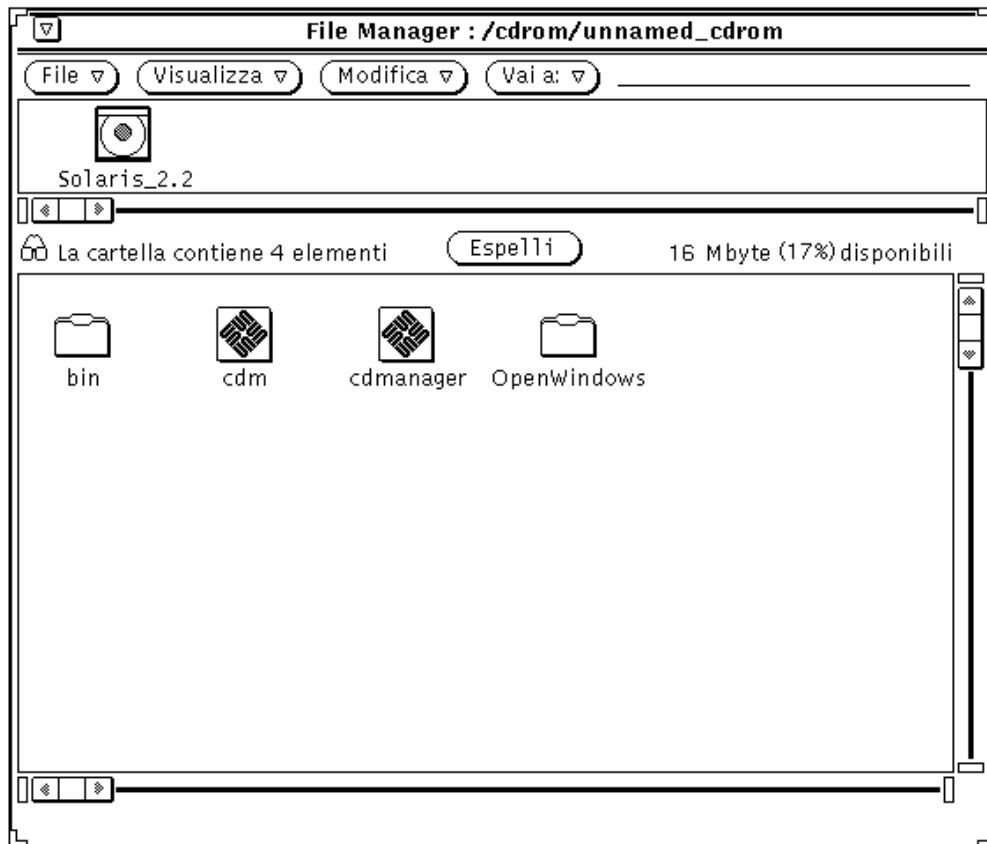 File Manager : /cdrom/unnamed_cdrom
File Visualizza Modifica Vai a:
Solaris_2.2
La cartella contiene 4 elementi Espelli 16 Mbyte (17%) disponibili
bin cdm cdmanager OpenWindows